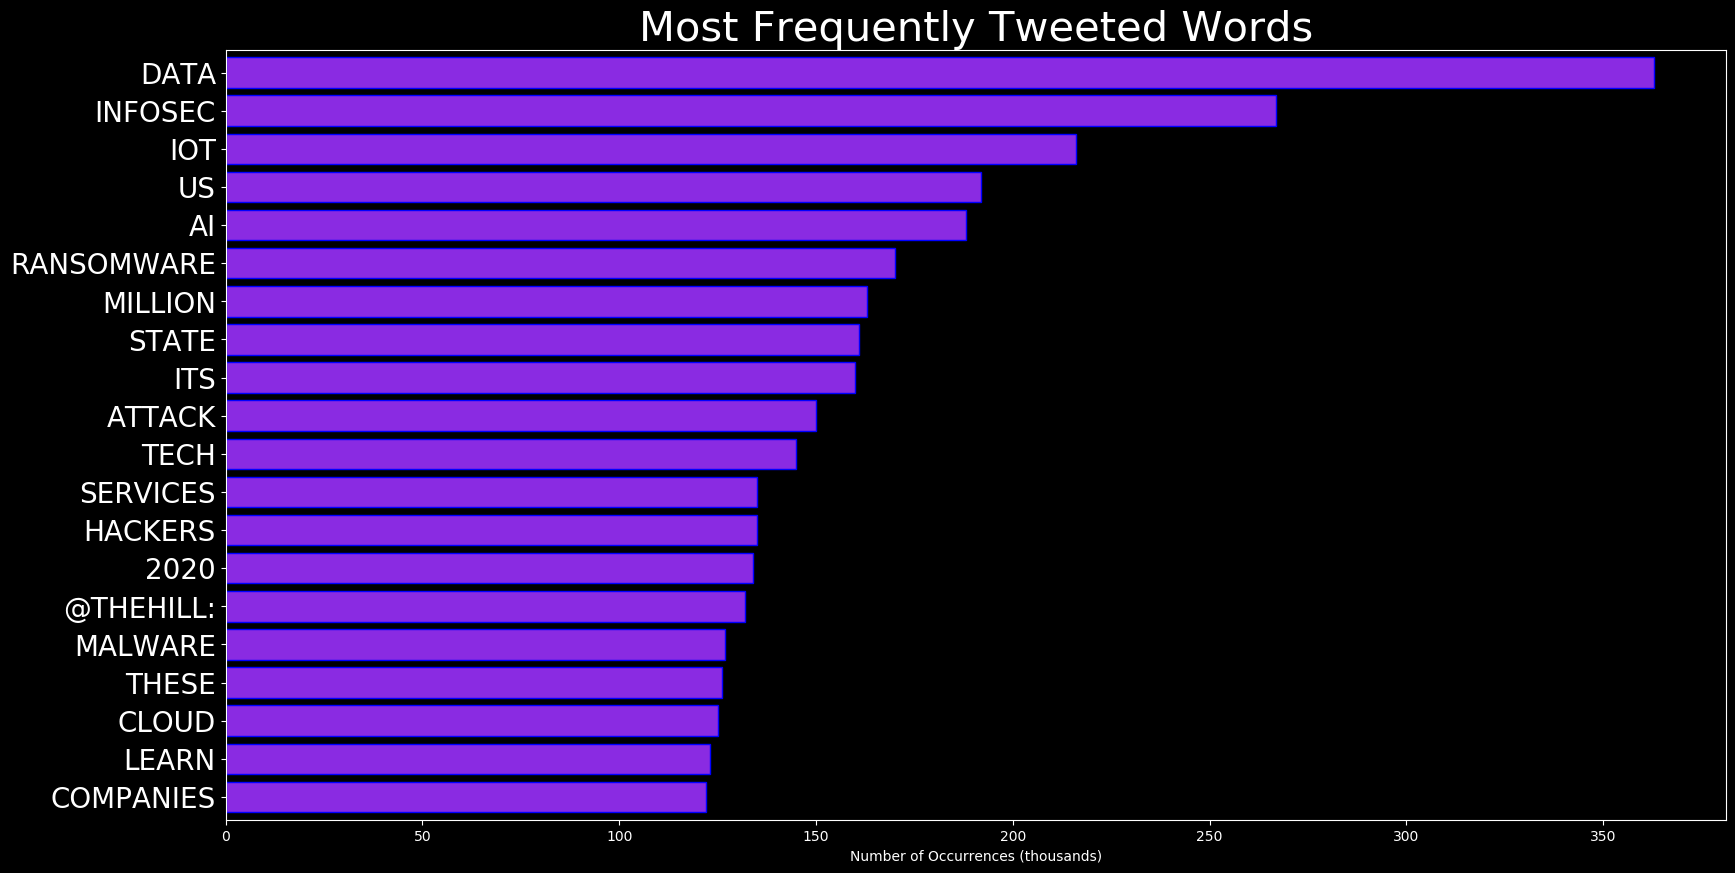 Most Frequently Tweeted Words
DATA
INFOSEC
IOT
US
AI
RANSOMWARE
MILLION
STATE
ITS
ATTACK
TECH
SERVICES
HACKERS
2020
@THEHILL:
MALWARE
THESE
CLOUD
LEARN
COMPANIES
0 50 100 150 200 250 300 350
Number of Occurrences (thousands)